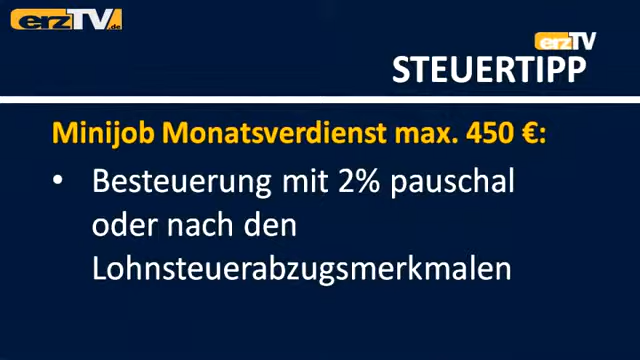 erzTV.de
erzTV
STEUERTIPP
Minijob Monatsverdienst max. 450 €:
• Besteuerung mit 2% pauschal
oder nach den
Lohnsteuerabzugsmerkmalen